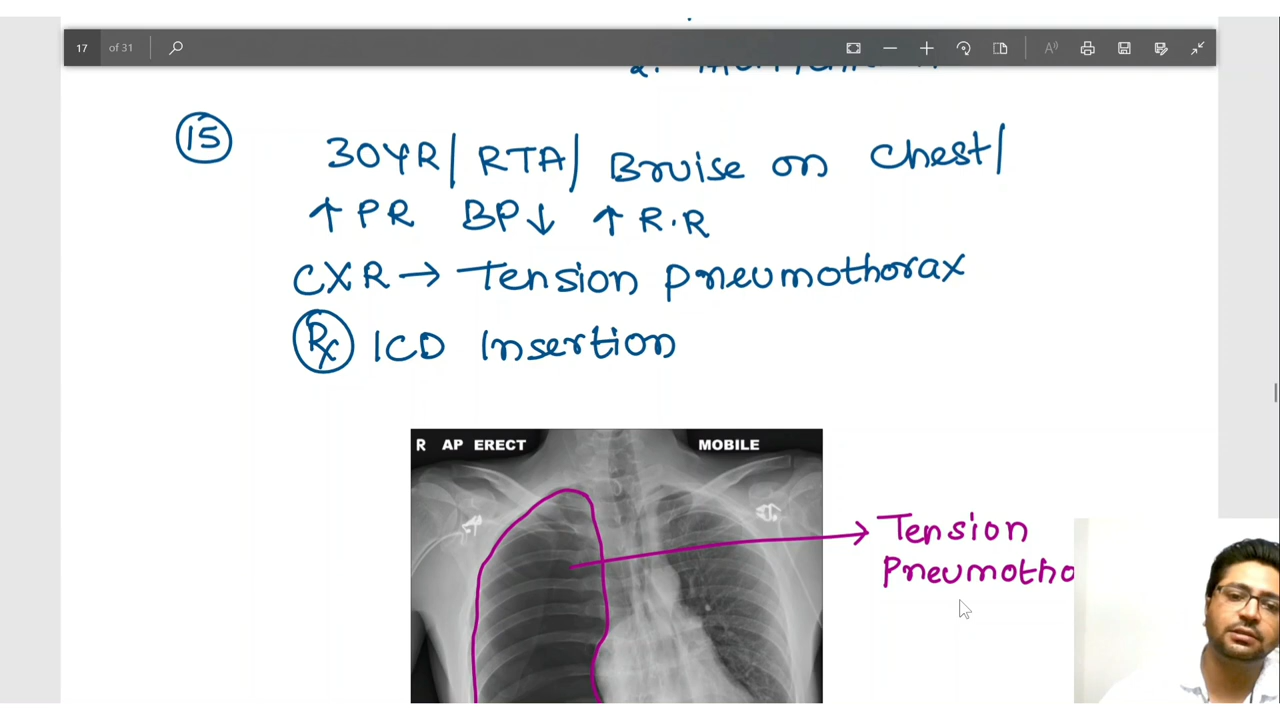 17 of 31
2.
15
30YR/ RTA/ Bruise on chest/
↑ PR BP↓ ↑ R.R
CXR → Tension pneumothorax
Rx ICD Insertion
R AP ERECT MOBILE
Tension
Pneumotho